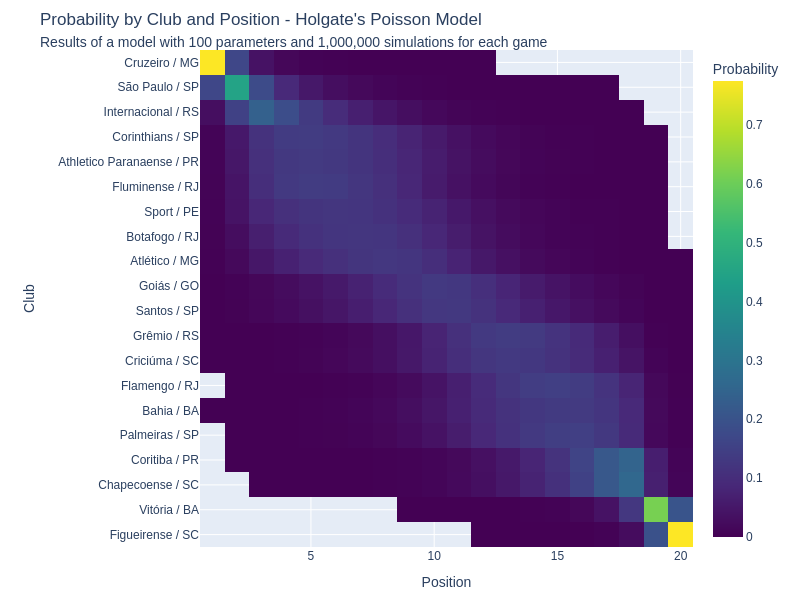 Probability by Club and Position - Holgate's Poisson Model
Results of a model with 100 parameters and 1,000,000 simulations for each game
Probability
Cruzeiro / MG
São Paulo / SP
Internacional / RS
Corinthians / SP
Athletico Paranaense / PR
Fluminense / RJ
Sport / PE
Botafogo / RJ
Atlético / MG
Goiás / GO
Santos / SP
Grêmio / RS
Criciúma / SC
Flamengo / RJ
Bahia / BA
Palmeiras / SP
Coritiba / PR
Chapecoense / SC
Vitória / BA
Figueirense / SC
Club
5
10
15
20
Position
0.7
0.6
0.5
0.4
0.3
0.2
0.1
0